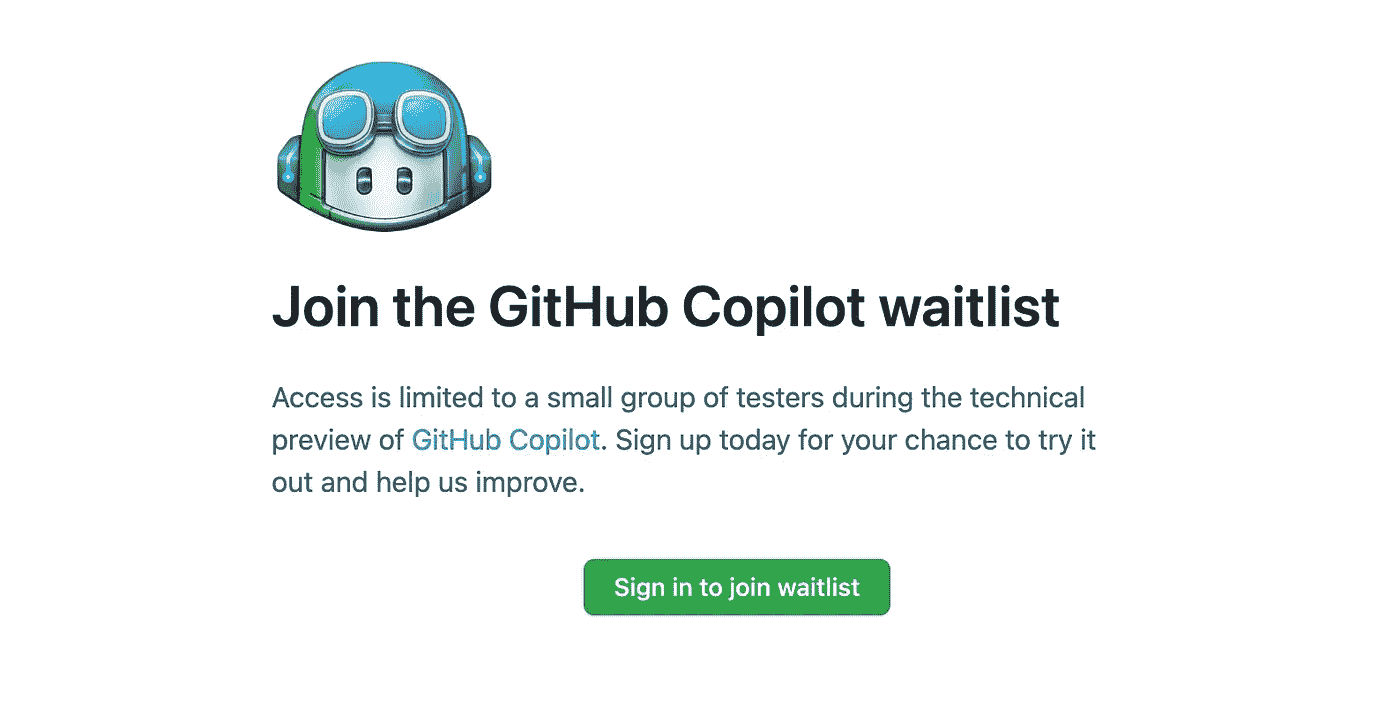 Join the GitHub Copilot waitlist
Access is limited to a small group of testers during the technical
preview of GitHub Copilot. Sign up today for your chance to try it
out and help us improve.
Sign in to join waitlist